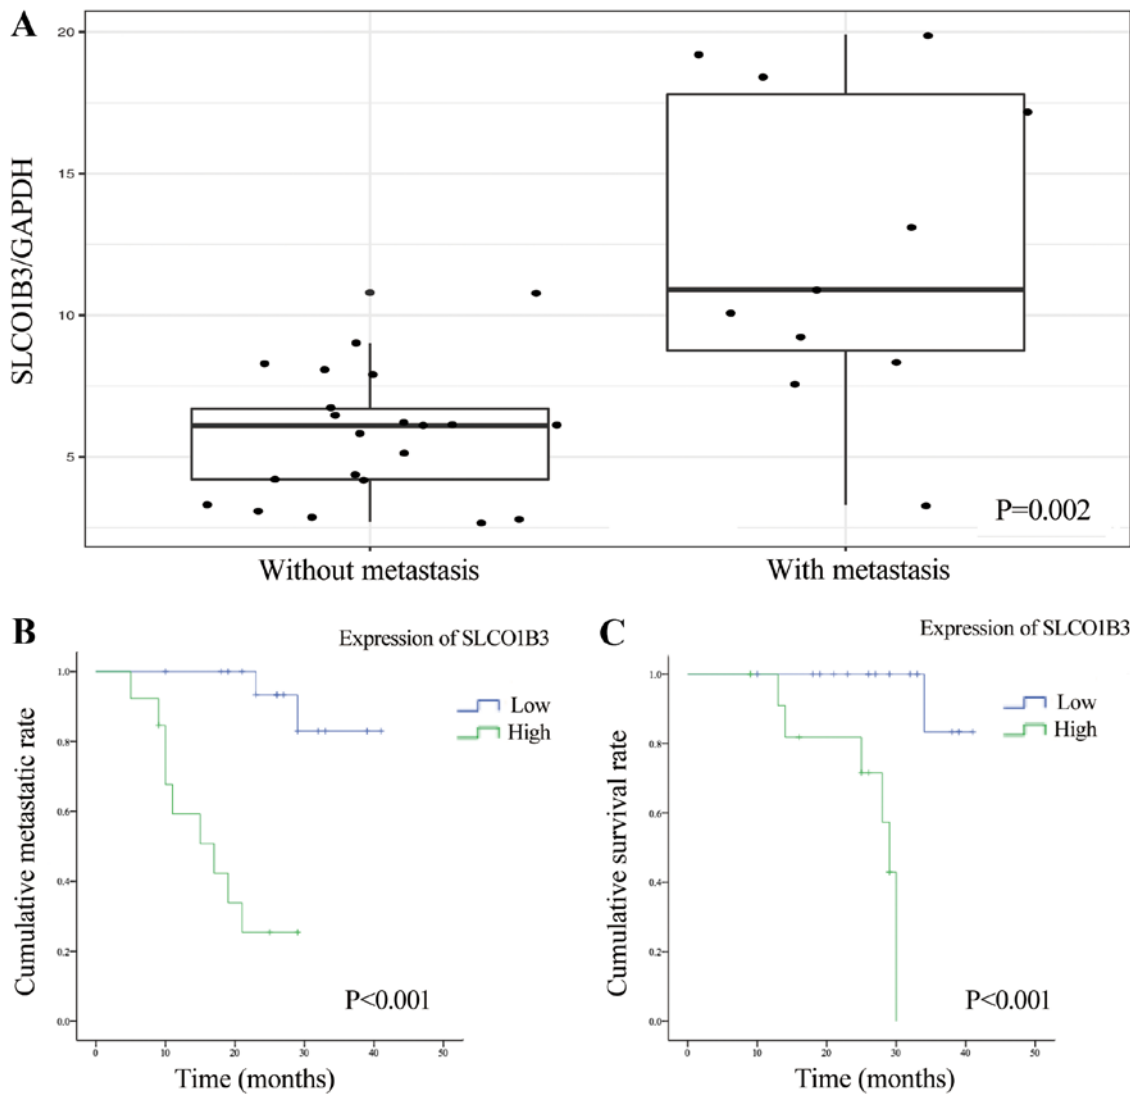 A
SLCO1B3/GAPDH
20
15
10
5
P=0.002
Without metastasis
With metastasis
B
Expression of SLCO1B3
Low
High
Cumulative metastatic rate
1.0
0.8
0.6
0.4
0.2
0.0
P<0.001
0 10 20 30 40 50
Time (months)
C
Expression of SLCO1B3
Low
High
Cumulative survival rate
1.0
0.8
0.6
0.4
0.2
0.0
P<0.001
0 10 20 30 40 50
Time (months)